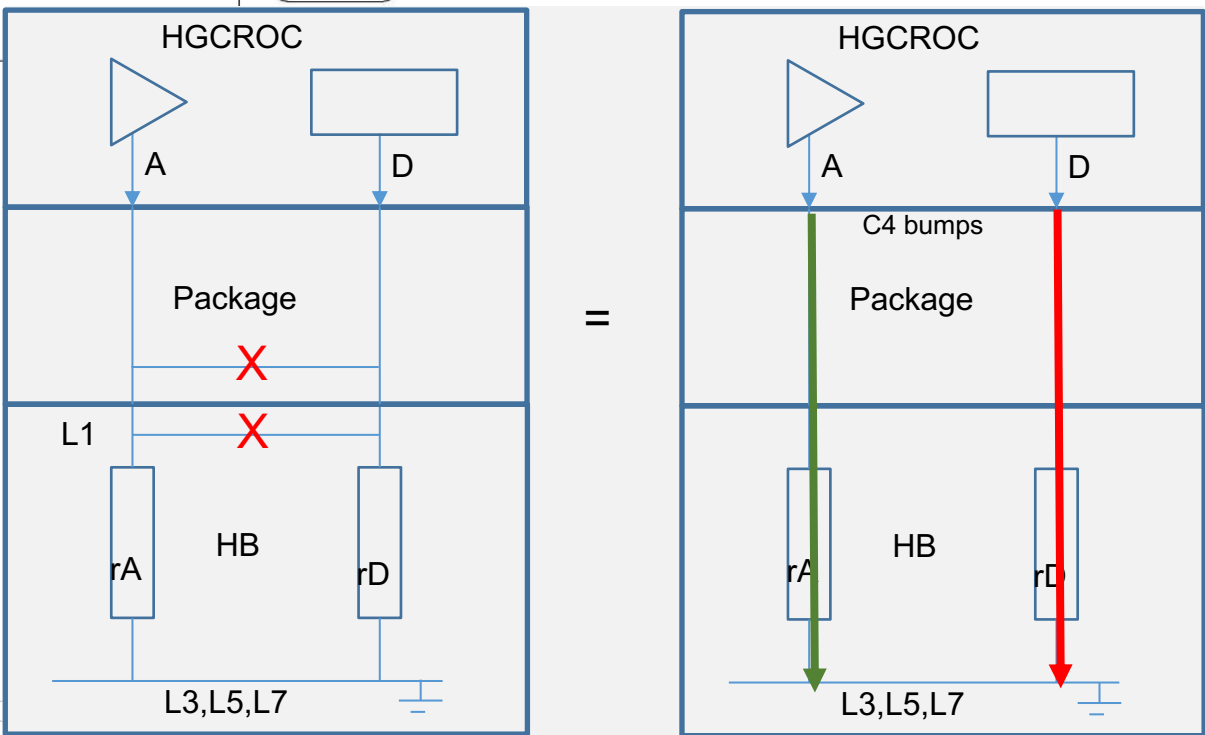 HGCROC
A
D
Package
X
X
L1
rA
HB
rD
L3,L5,L7
=
HGCROC
A
D
C4 bumps
Package
rA
HB
rD
L3,L5,L7